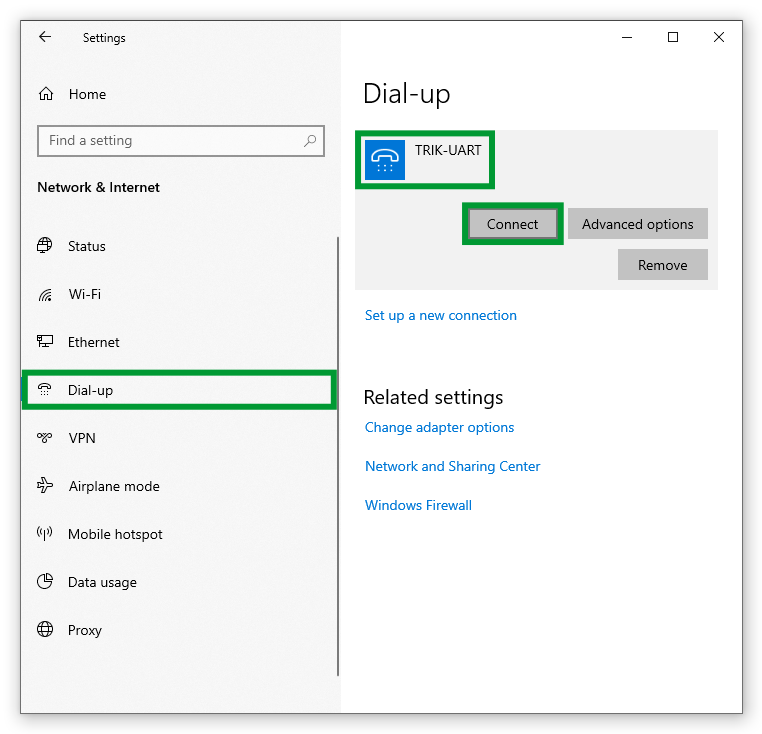 Settings
Home
Find a setting
Network & Internet
Status
Wi-Fi
Ethernet
Dial-up
VPN
Airplane mode
Mobile hotspot
Data usage
Proxy
Dial-up
TRIK-UART
Connect
Advanced options
Remove
Set up a new connection
Related settings
Change adapter options
Network and Sharing Center
Windows Firewall